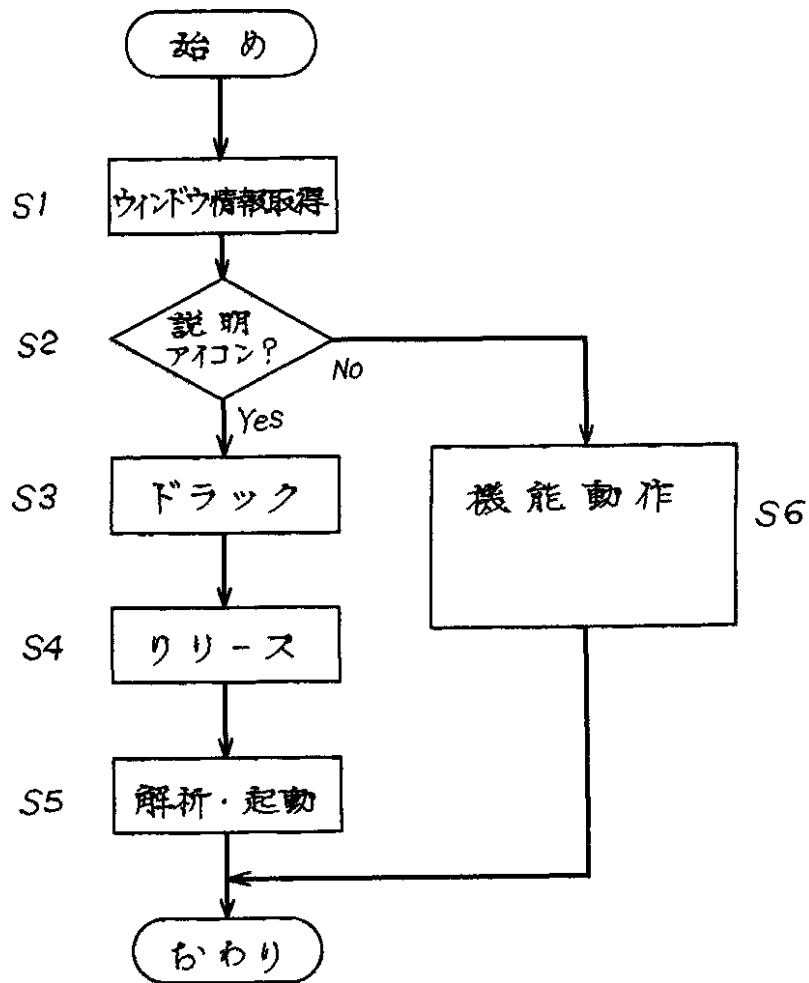 始め
S1
ウィンドウ情報取得
S2
説明
アイコン?
No
Yes
S3
ドラック
機能動作
S6
S4
リリーズ
S5
解析・起動
おわり